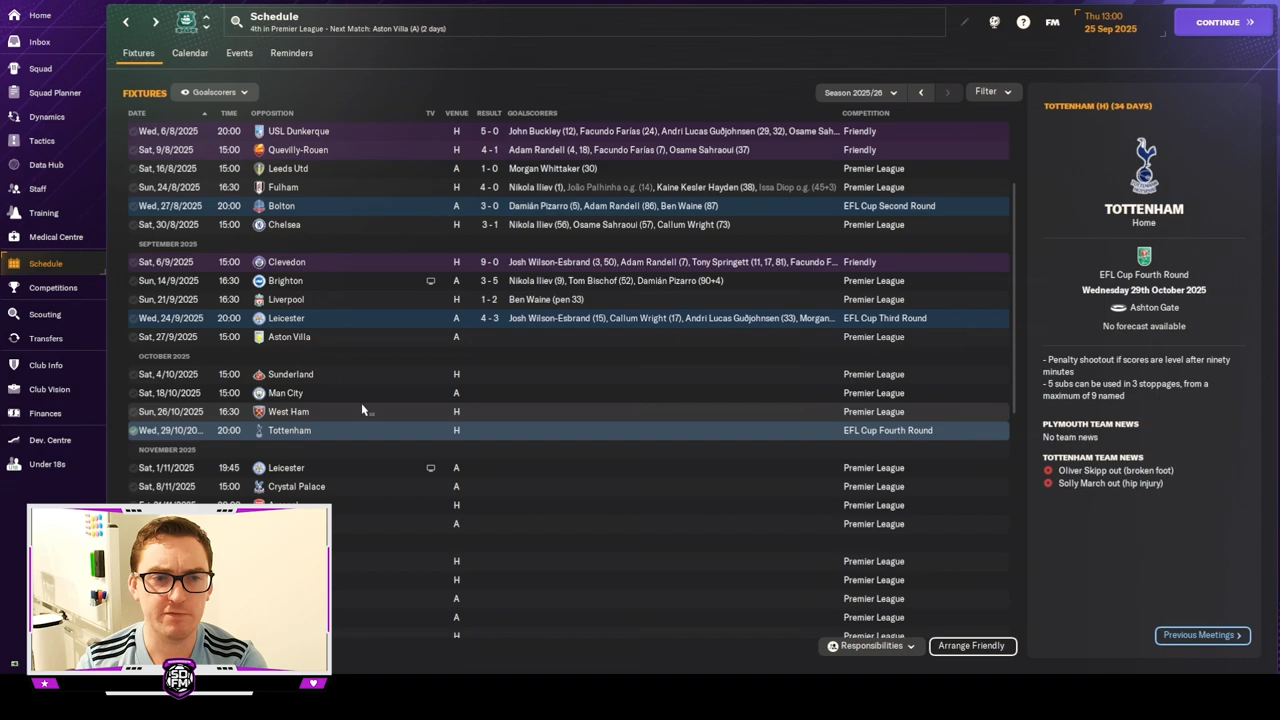 Home
Inbox
Squad
Squad Planner
Dynamics
Tactics
Data Hub
Staff
Training
Medical Centre
Schedule
Competitions
Scouting
Transfers
Club Info
Club Vision
Finances
Dev. Centre
Under 18s
Schedule
4th in Premier League - Next Match: Aston Villa (A) (2 days)
FM
Thu 13:00
25 Sep 2025
CONTINUE
Fixtures Calendar Events Reminders
FIXTURES Goalscorers Season 2025/26 Filter
DATE TIME OPPOSITION TV VENUE RESULT GOALSCORERS COMPETITION
Wed, 6/8/2025 20:00 USL Dunkerque H 5 - 0 John Buckley (12), Facundo Farías (24), Andri Lucas Guðjohnsen (29, 32), Osame Sah... Friendly
Sat, 9/8/2025 15:00 Quevilly-Rouen H 4 - 1 Adam Randell (4, 18), Facundo Farías (7), Osame Sahraoui (37) Friendly
Sat, 16/8/2025 15:00 Leeds Utd A 1 - 0 Morgan Whittaker (30) Premier League
Sun, 24/8/2025 16:30 Fulham H 4 - 0 Nikola Iliev (1), João Palhinha o.g. (14), Kaine Kesler Hayden (38), Issa Diop o.g. (45+3) Premier League
Wed, 27/8/2025 20:00 Bolton A 3 - 0 Damián Pizarro (5), Adam Randell (86), Ben Waine (87) EFL Cup Second Round
Sat, 30/8/2025 15:00 Chelsea H 3 - 1 Nikola Iliev (56), Osame Sahraoui (57), Callum Wright (73) Premier League
SEPTEMBER 2025
Sat, 6/9/2025 15:00 Clevedon H 9 - 0 Josh Wilson-Esbrand (3, 50), Adam Randell (7), Tony Springett (11, 17, 81), Facundo F... Friendly
Sun, 14/9/2025 16:30 Brighton A 3 - 5 Nikola Iliev (9), Tom Bischof (52), Damián Pizarro (90+4) Premier League
Sun, 21/9/2025 16:30 Liverpool H 1 - 2 Ben Waine (pen 33) Premier League
Wed, 24/9/2025 20:00 Leicester A 4 - 3 Josh Wilson-Esbrand (15), Callum Wright (17), Andri Lucas Guðjohnsen (33), Morgan... EFL Cup Third Round
Sat, 27/9/2025 15:00 Aston Villa A Premier League
OCTOBER 2025
Sat, 4/10/2025 15:00 Sunderland H Premier League
Sat, 18/10/2025 15:00 Man City A Premier League
Sun, 26/10/2025 16:30 West Ham H Premier League
Wed, 29/10/20... 20:00 Tottenham H EFL Cup Fourth Round
NOVEMBER 2025
Sat, 1/11/2025 19:45 Leicester A Premier League
Sat, 8/11/2025 15:00 Crystal Palace A Premier League
H Premier League
A Premier League
H Premier League
H Premier League
A Premier League
A Premier League
H Premier League
Responsibilities Arrange Friendly
TOTTENHAM (H) (34 DAYS)
TOTTENHAM
Home
EFL Cup Fourth Round
Wednesday 29th October 2025
Ashton Gate
No forecast available
- Penalty shootout if scores are level after ninety
minutes
- 5 subs can be used in 3 stoppages, from a
maximum of 9 named
PLYMOUTH TEAM NEWS
No team news
TOTTENHAM TEAM NEWS
Oliver Skipp out (broken foot)
Solly March out (hip injury)
Previous Meetings
SD
FM